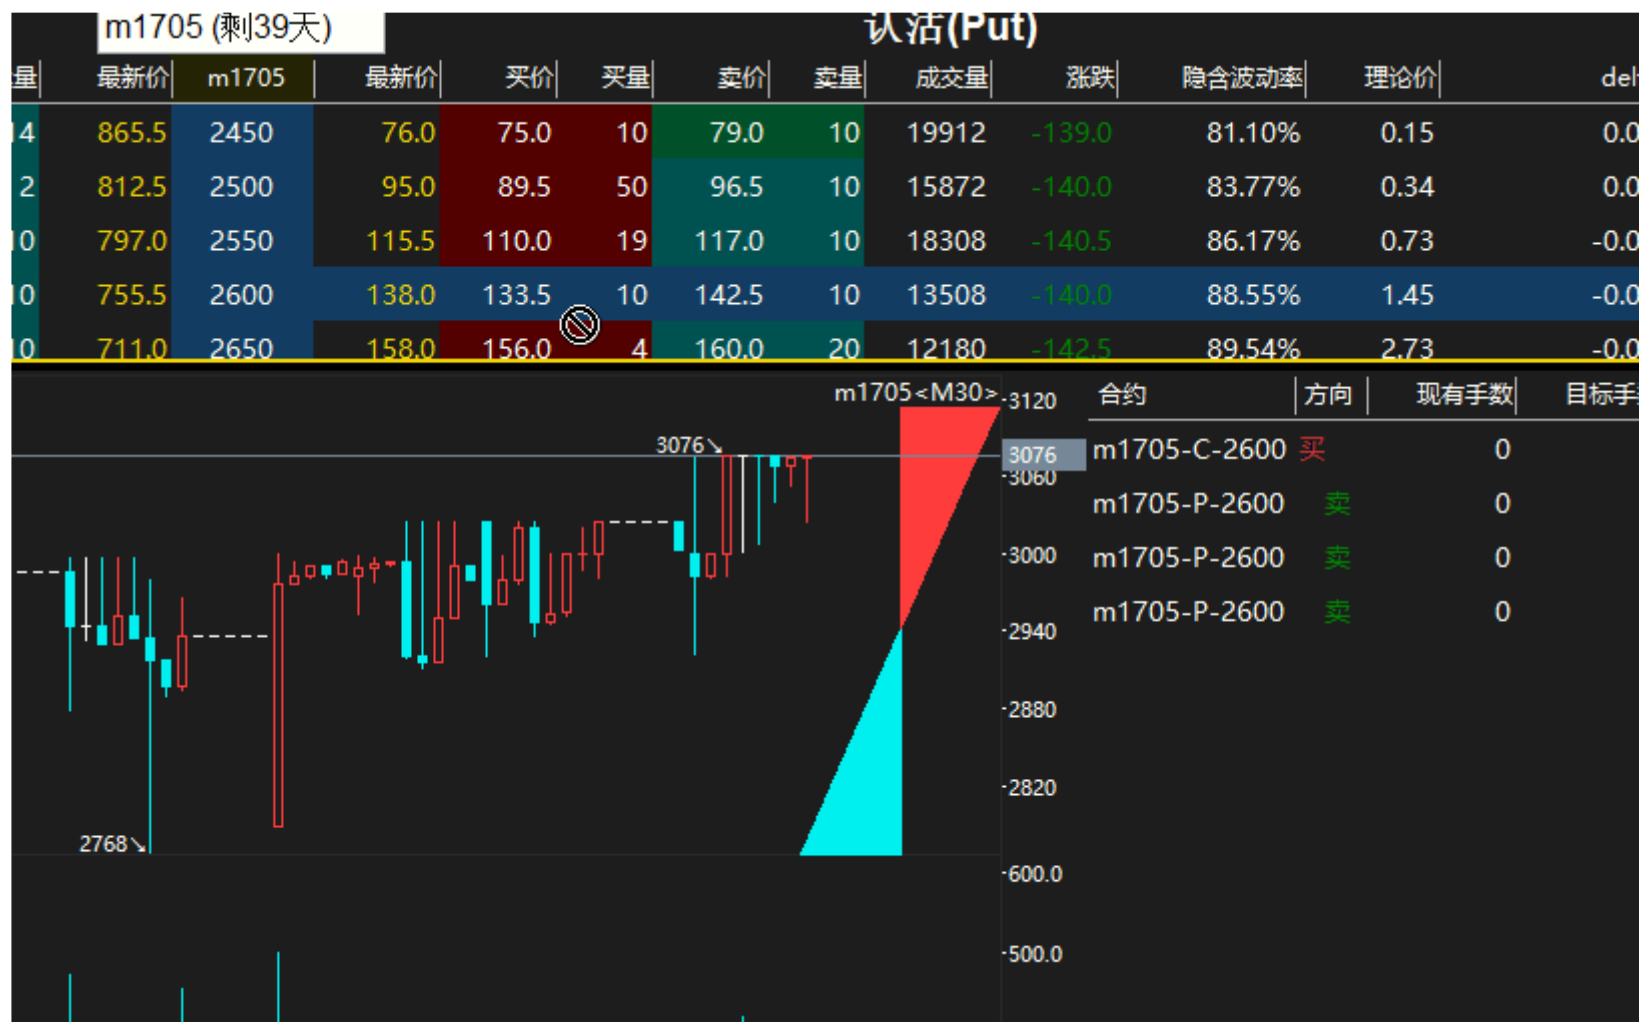 m1705 (剩39天) 认沽(Put)
量 最新价 m1705 最新价 买价 买量 卖价 卖量 成交量 涨跌 隐含波动率 理论价 del
14 865.5 2450 76.0 75.0 10 79.0 10 19912 -139.0 81.10% 0.15 0.0
2 812.5 2500 95.0 89.5 50 96.5 10 15872 -140.0 83.77% 0.34 0.0
10 797.0 2550 115.5 110.0 19 117.0 10 18308 -140.5 86.17% 0.73 -0.0
10 755.5 2600 138.0 133.5 10 142.5 10 13508 -140.0 88.55% 1.45 -0.0
10 711.0 2650 158.0 156.0 4 160.0 20 12180 -142.5 89.54% 2.73 -0.0
m1705<M30>
3120
3076↘
3076
3060
3000
2940
2880
2820
2768↘
600.0
500.0
合约 方向 现有手数 目标手
m1705-C-2600 买 0
m1705-P-2600 卖 0
m1705-P-2600 卖 0
m1705-P-2600 卖 0